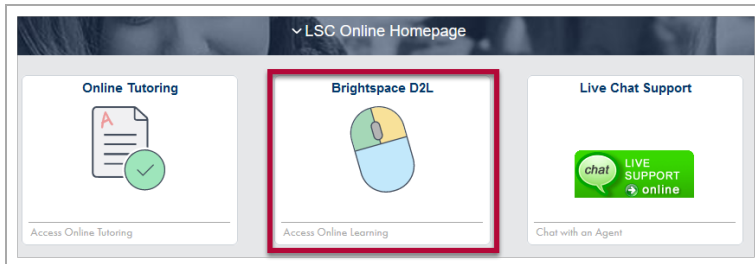 LSC Online Homepage
Online Tutoring
A
Access Online Tutoring
Brightspace D2L
Access Online Learning
Live Chat Support
chat
LIVE
SUPPORT
online
Chat with an Agent